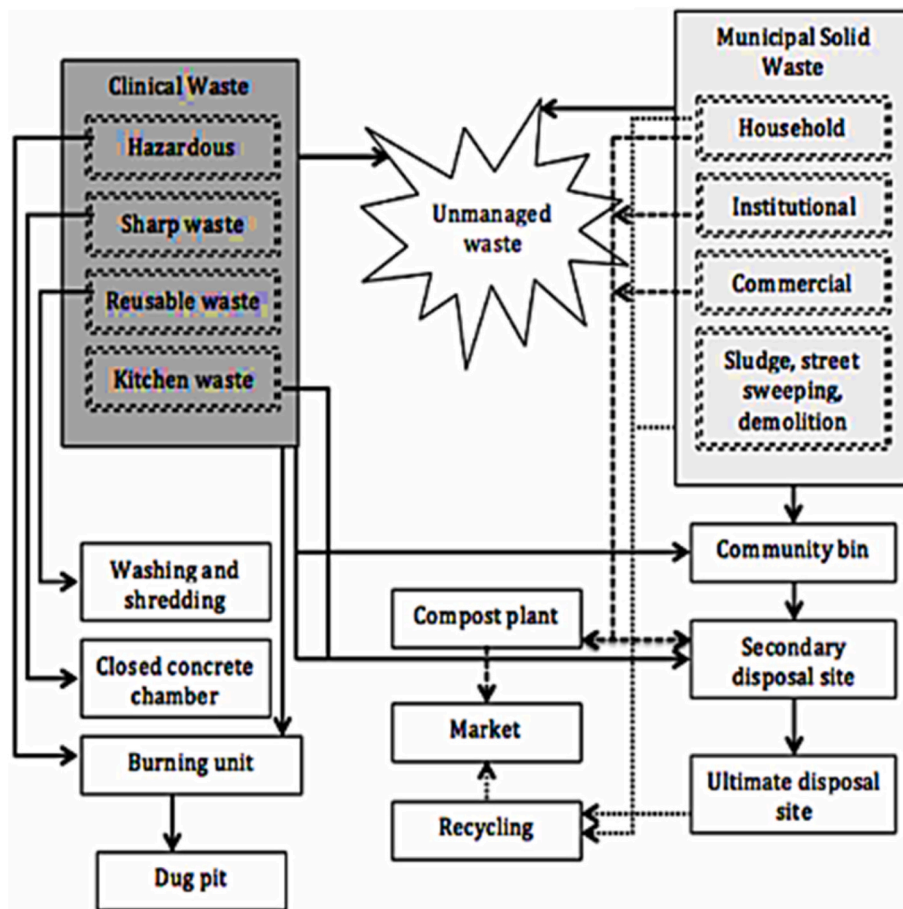 Clinical Waste
Hazardous
Sharp waste
Reusable waste
Kitchen waste
Unmanaged
waste
Municipal Solid
Waste
Household
Institutional
Commercial
Sludge, street
sweeping,
demolition
Washing and
shredding
Closed concrete
chamber
Burning unit
Dug pit
Compost plant
Market
Recycling
Community bin
Secondary
disposal site
Ultimate disposal
site